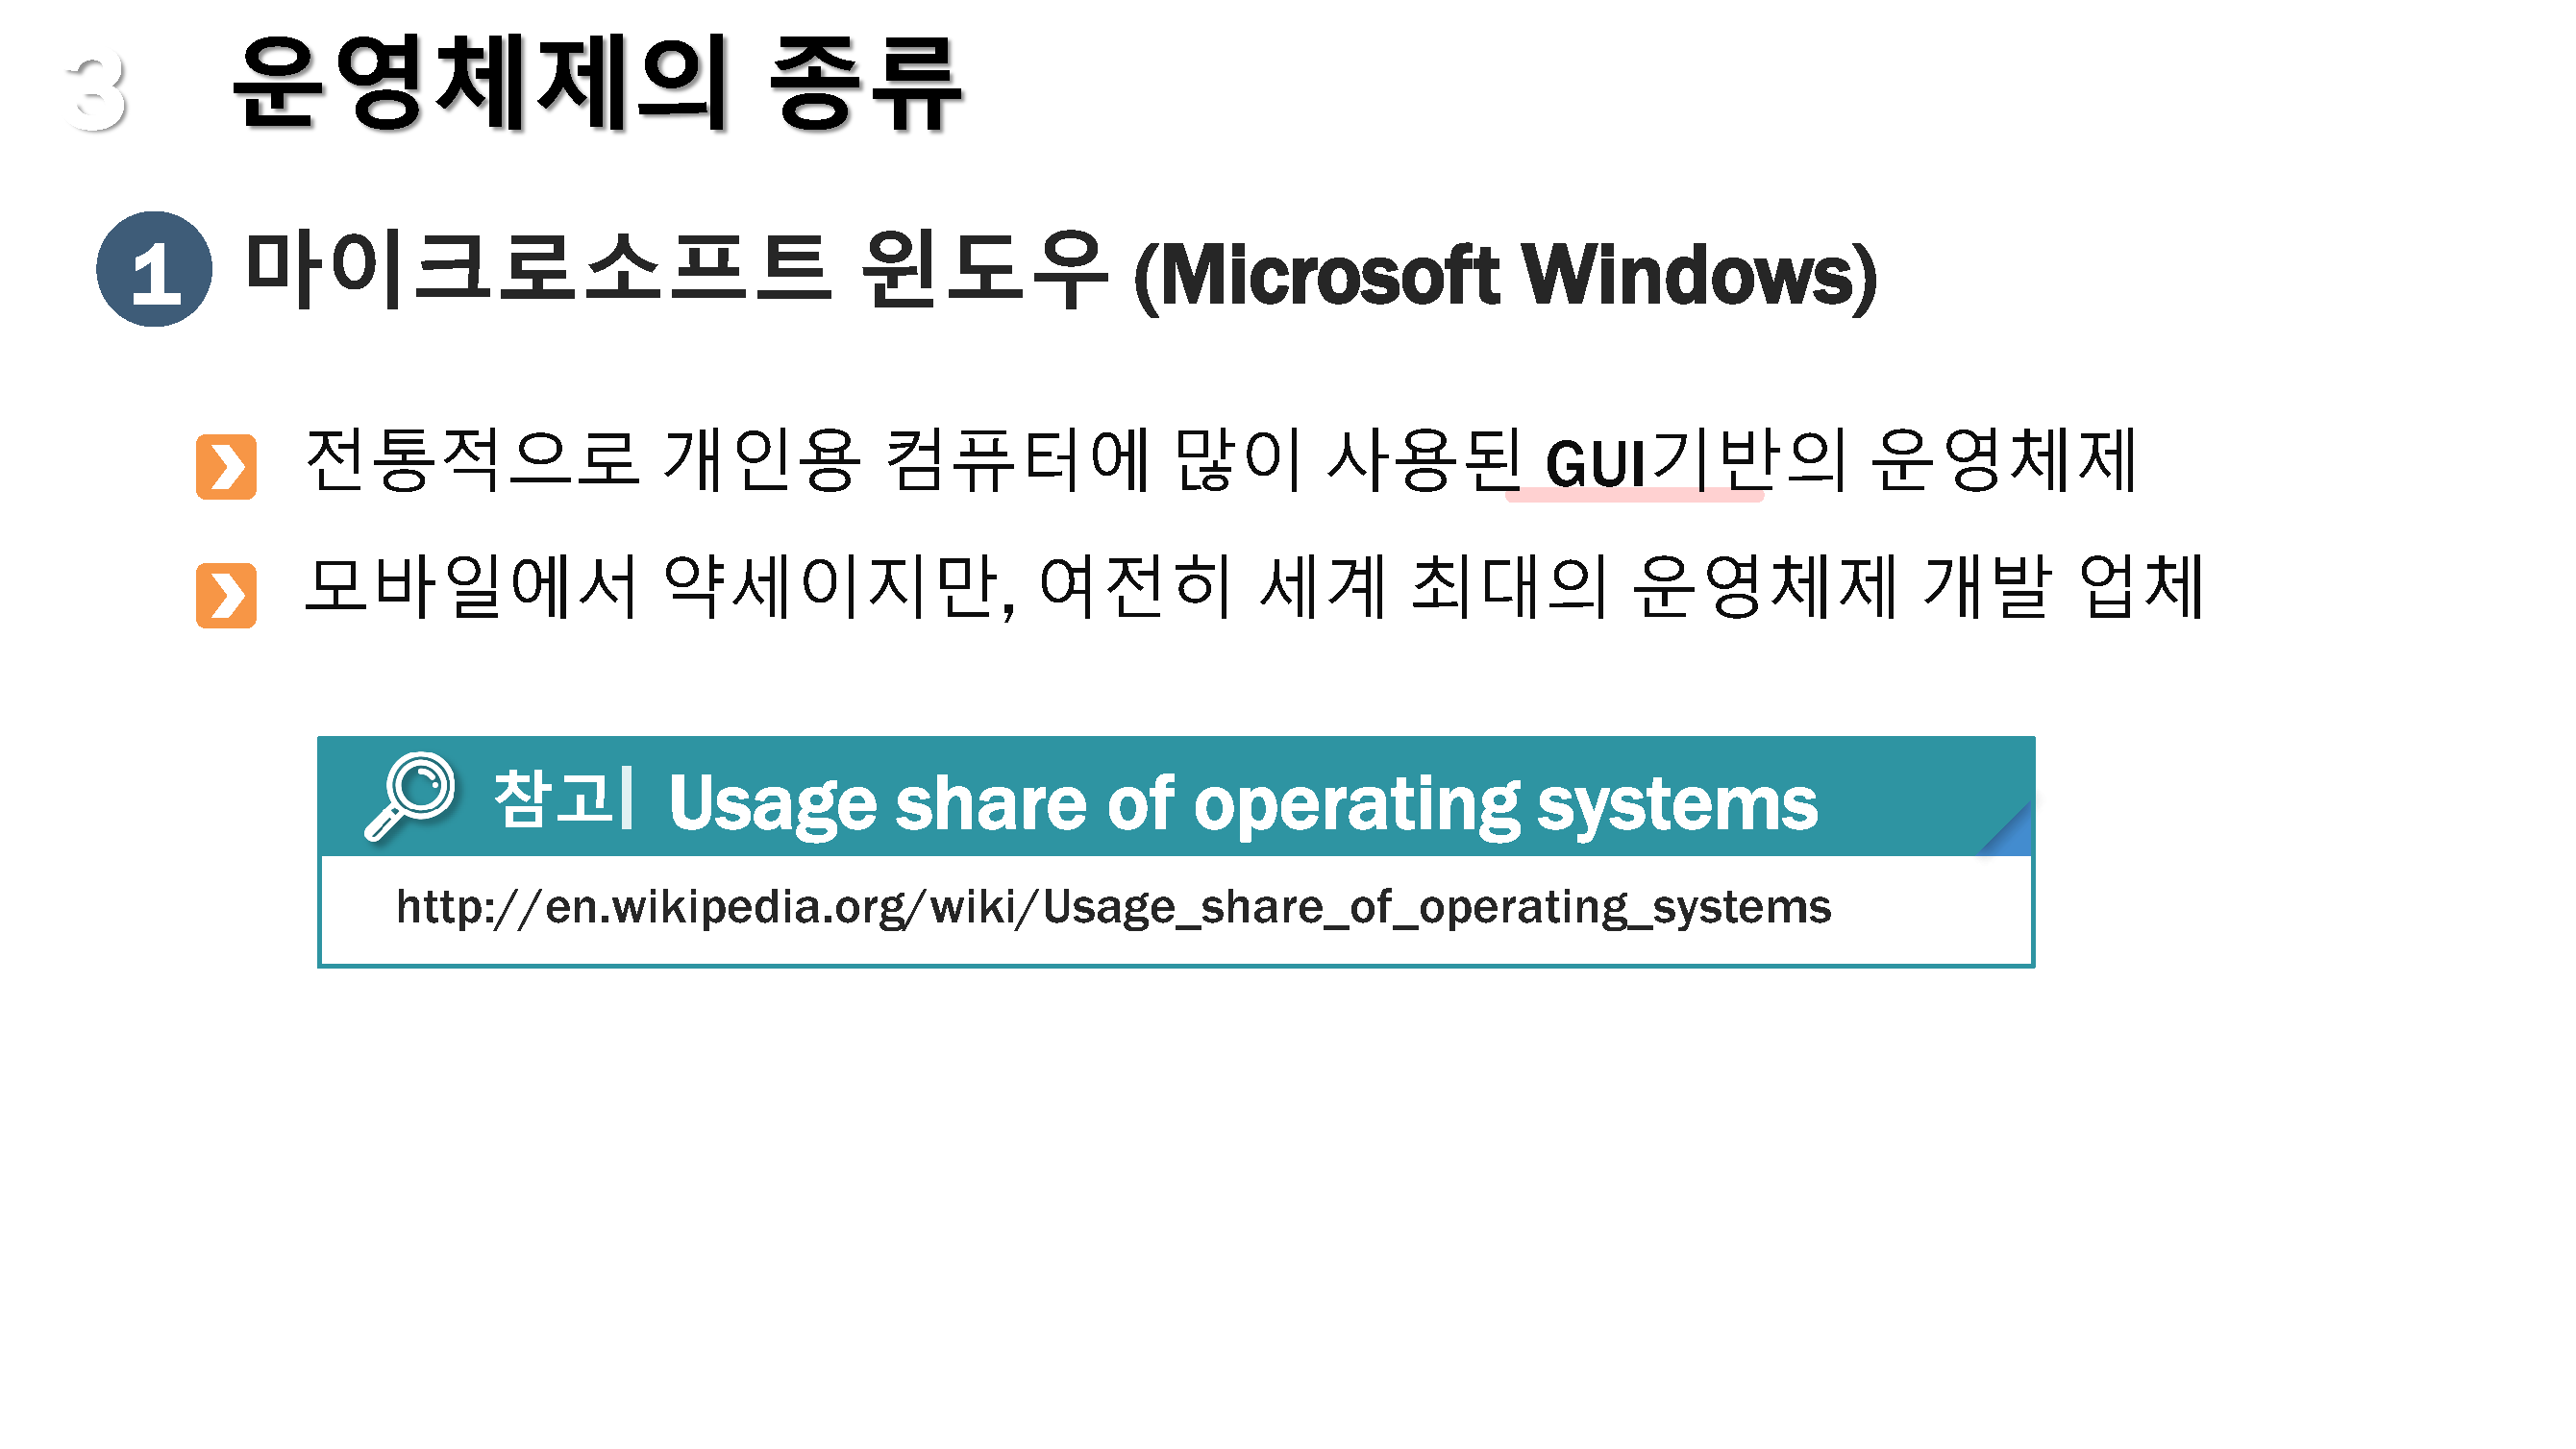 3 운영체제의 종류
1 마이크로소프트 윈도우 (Microsoft Windows)
전통적으로 개인용 컴퓨터에 많이 사용된 GUI기반의 운영체제
모바일에서 약세이지만, 여전히 세계 최대의 운영체제 개발 업체
참고| Usage share of operating systems
http://en.wikipedia.org/wiki/Usage_share_of_operating_systems